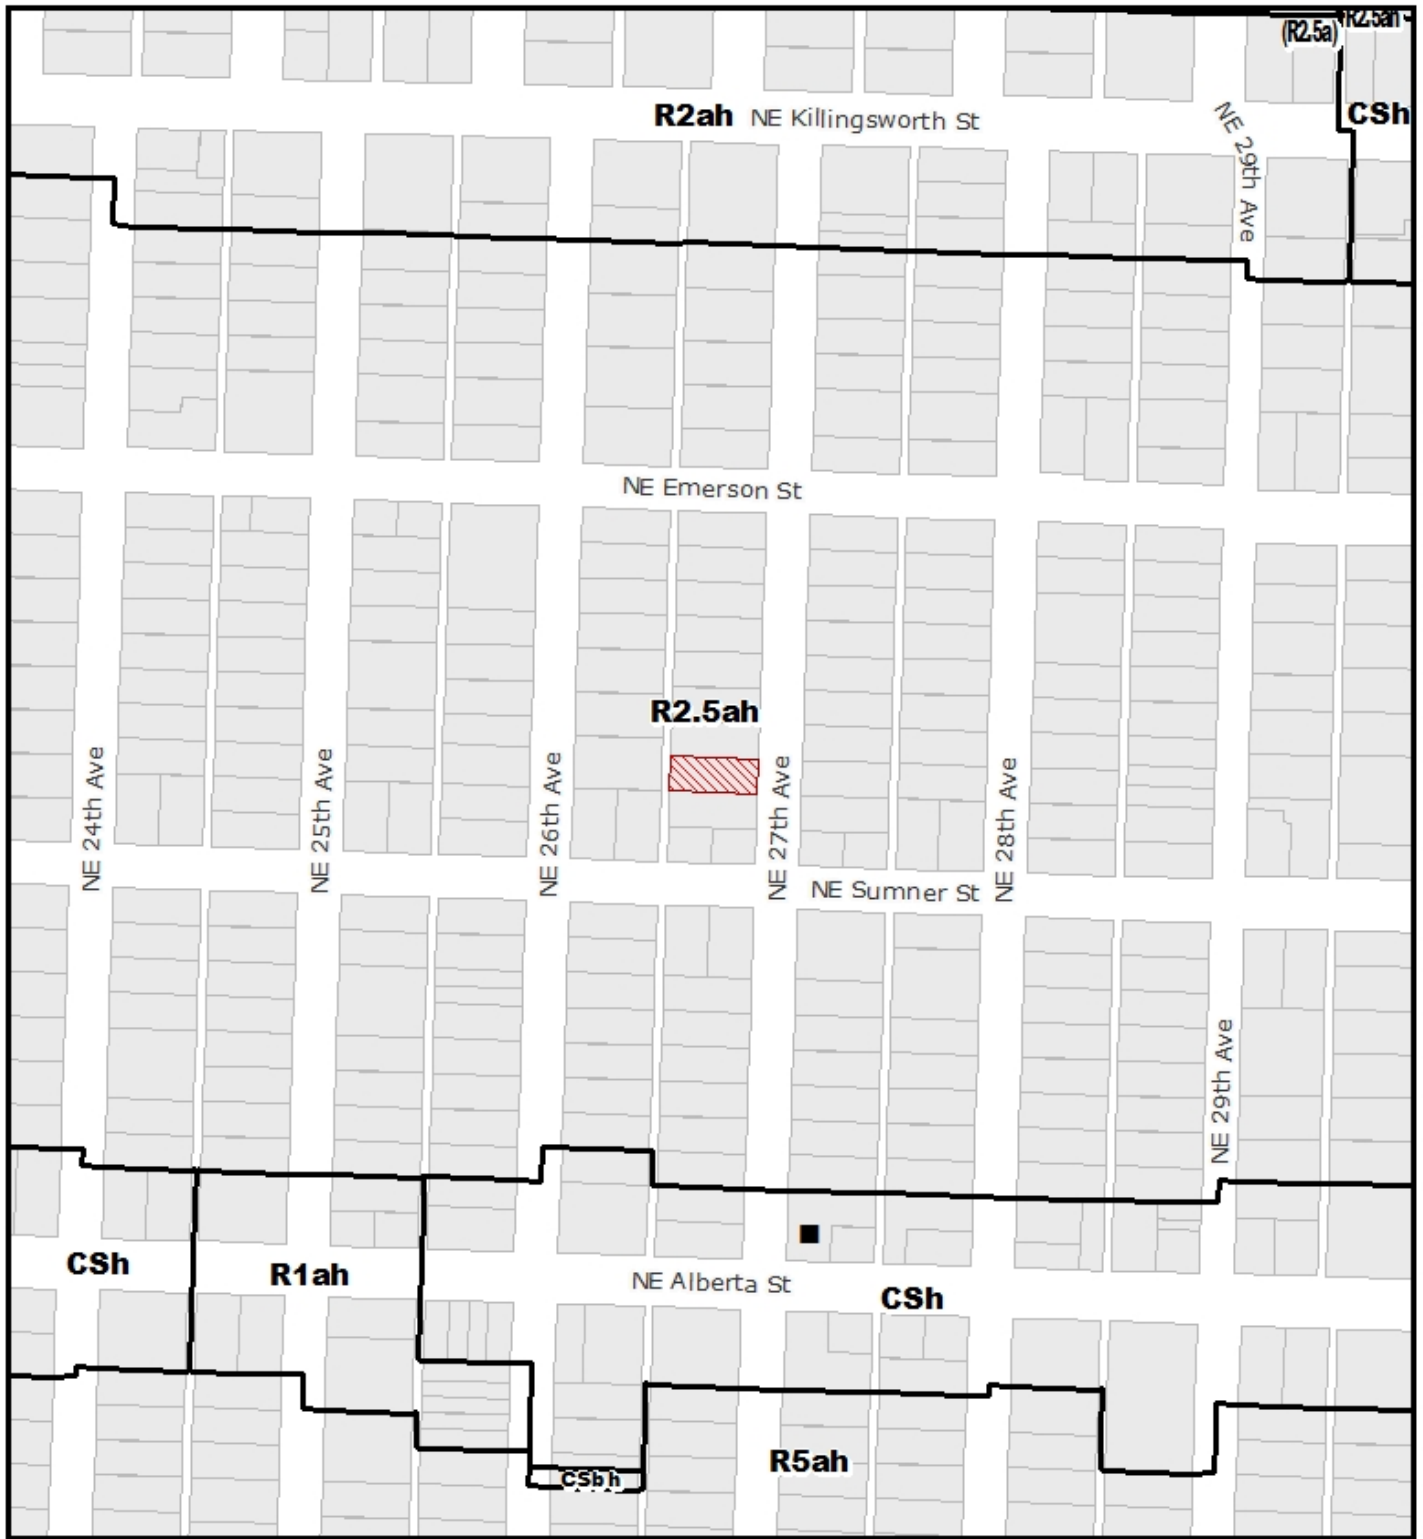 R2.5ah
(R2.5a)
CSh
R2ah NE Killingsworth St
NE 29th Ave
NE Emerson St
R2.5ah
NE 24th Ave
NE 25th Ave
NE 26th Ave
NE 27th Ave
NE 28th Ave
NE Sumner St
NE 29th Ave
CSh
R1ah
NE Alberta St
CSh
R5ah
CSbh